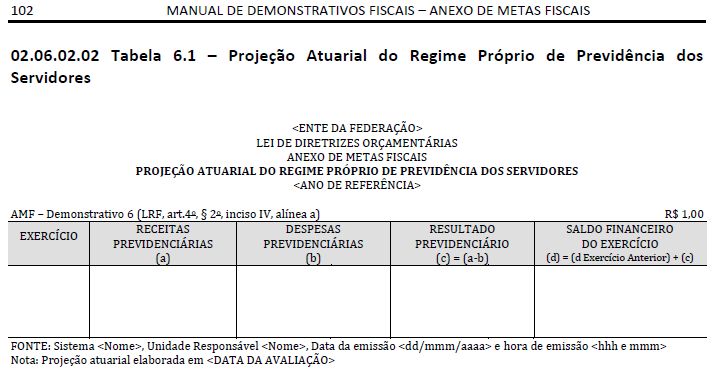 102 MANUAL DE DEMONSTRATIVOS FISCAIS – ANEXO DE METAS FISCAIS
02.06.02.02 Tabela 6.1 – Projeção Atuarial do Regime Próprio de Previdência dos
Servidores
<ENTE DA FEDERAÇÃO>
LEI DE DIRETRIZES ORÇAMENTÁRIAS
ANEXO DE METAS FISCAIS
PROJEÇÃO ATUARIAL DO REGIME PRÓPRIO DE PREVIDÊNCIA DOS SERVIDORES
<ANO DE REFERÊNCIA>
AMF – Demonstrativo 6 (LRF, art.4º, § 2º, inciso IV, alínea a) R$ 1,00
EXERCÍCIO
RECEITAS
PREVIDENCIÁRIAS
(a)
DESPESAS
PREVIDENCIÁRIAS
(b)
RESULTADO
PREVIDENCIÁRIO
(c) = (a-b)
SALDO FINANCEIRO
DO EXERCÍCIO
(d) = (d Exercício Anterior) + (c)
FONTE: Sistema <Nome>, Unidade Responsável <Nome>, Data da emissão <dd/mmm/aaaa> e hora de emissão <hhh e mmm>
Nota: Projeção atuarial elaborada em <DATA DA AVALIAÇÃO>